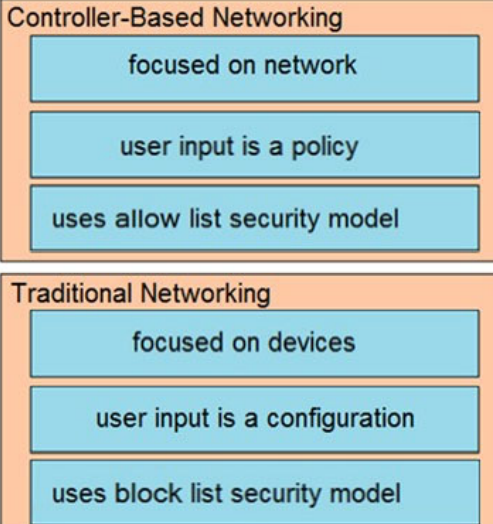 Controller-Based Networking
focused on network
user input is a policy
uses allow list security model
Traditional Networking
focused on devices
user input is a configuration
uses block list security model